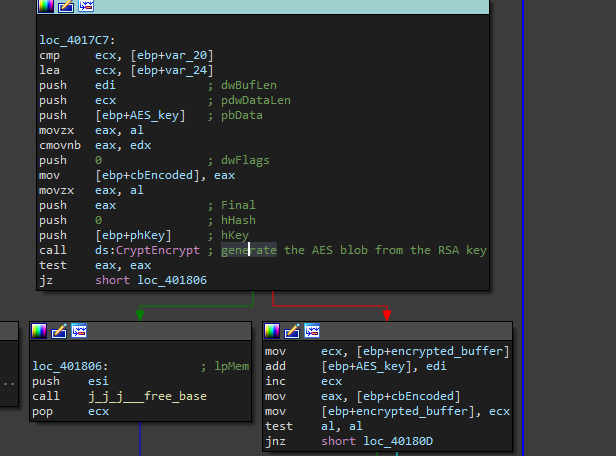 loc_4017C7:
cmp ecx, [ebp+var_20]
lea ecx, [ebp+var_24]
push edi ; dwBufLen
push ecx ; pdwDataLen
push [ebp+AES_key] ; pbData
movzx eax, al
cmovnb eax, edx
push 0 ; dwFlags
mov [ebp+cbEncoded], eax
movzx eax, al
push eax ; Final
push 0 ; hHash
push [ebp+phKey] ; hKey
call ds:CryptEncrypt ; generate the AES blob from the RSA key
test eax, eax
jz short loc_401806
..
loc_401806: ; lpMem
push esi
call j_j_j___free_base
pop ecx
mov ecx, [ebp+encrypted_buffer]
add [ebp+AES_key], edi
inc ecx
mov eax, [ebp+cbEncoded]
mov [ebp+encrypted_buffer], ecx
test al, al
jnz short loc_40180D